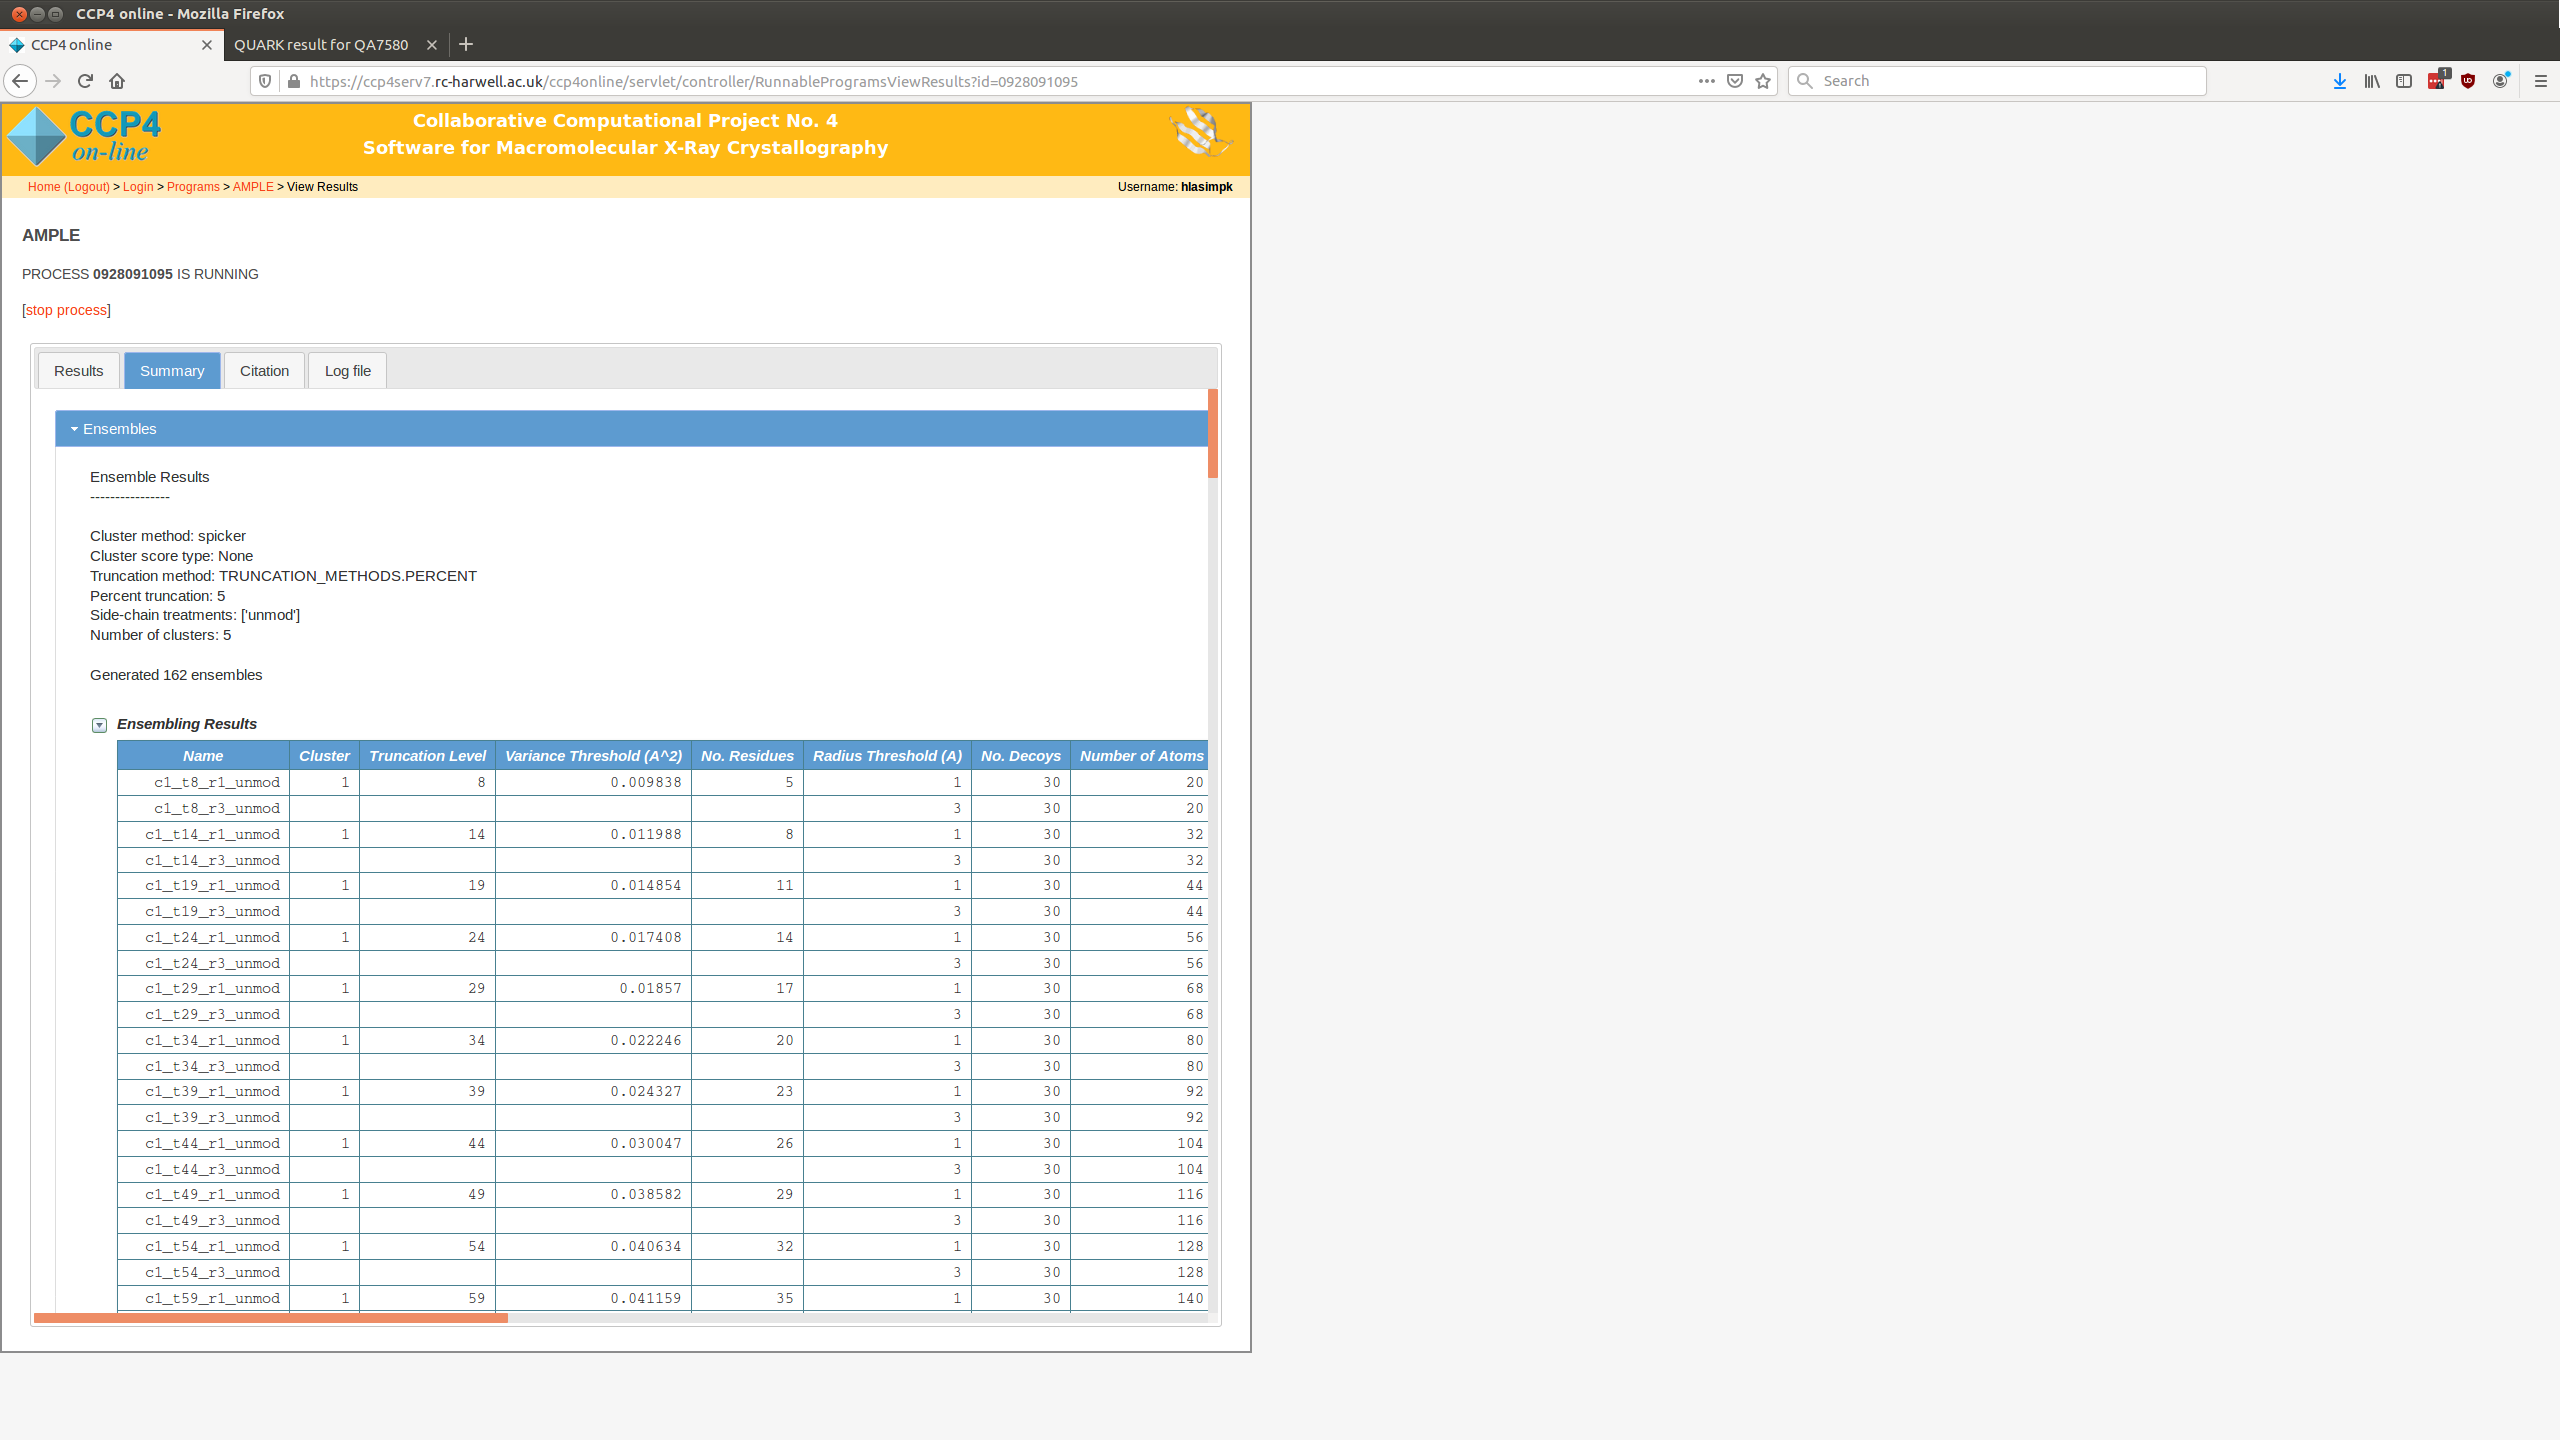 CCP4 online - Mozilla Firefox
CCP4 online
QUARK result for QA7580
https://ccp4serv7.rc-harwell.ac.uk/ccp4online/servlet/controller/RunnableProgramsViewResults?id=0928091095
Search
1
CCP4
on-line
Collaborative Computational Project No. 4
Software for Macromolecular X-Ray Crystallography
Home (Logout) > Login > Programs > AMPLE > View Results
Username: hlasimpk
AMPLE
PROCESS 0928091095 IS RUNNING
[stop process]
Results Summary Citation Log file
Ensembles
Ensemble Results
----------------
Cluster method: spicker
Cluster score type: None
Truncation method: TRUNCATION_METHODS.PERCENT
Percent truncation: 5
Side-chain treatments: ['unmod']
Number of clusters: 5
Generated 162 ensembles
Ensembling Results
Name Cluster Truncation Level Variance Threshold (A^2) No. Residues Radius Threshold (A) No. Decoys Number of Atoms
c1_t8_r1_unmod 1 8 0.009838 5 1 30 20
c1_t8_r3_unmod 3 30 20
c1_t14_r1_unmod 1 14 0.011988 8 1 30 32
c1_t14_r3_unmod 3 30 32
c1_t19_r1_unmod 1 19 0.014854 11 1 30 44
c1_t19_r3_unmod 3 30 44
c1_t24_r1_unmod 1 24 0.017408 14 1 30 56
c1_t24_r3_unmod 3 30 56
c1_t29_r1_unmod 1 29 0.01857 17 1 30 68
c1_t29_r3_unmod 3 30 68
c1_t34_r1_unmod 1 34 0.022246 20 1 30 80
c1_t34_r3_unmod 3 30 80
c1_t39_r1_unmod 1 39 0.024327 23 1 30 92
c1_t39_r3_unmod 3 30 92
c1_t44_r1_unmod 1 44 0.030047 26 1 30 104
c1_t44_r3_unmod 3 30 104
c1_t49_r1_unmod 1 49 0.038582 29 1 30 116
c1_t49_r3_unmod 3 30 116
c1_t54_r1_unmod 1 54 0.040634 32 1 30 128
c1_t54_r3_unmod 3 30 128
c1_t59_r1_unmod 1 59 0.041159 35 1 30 140